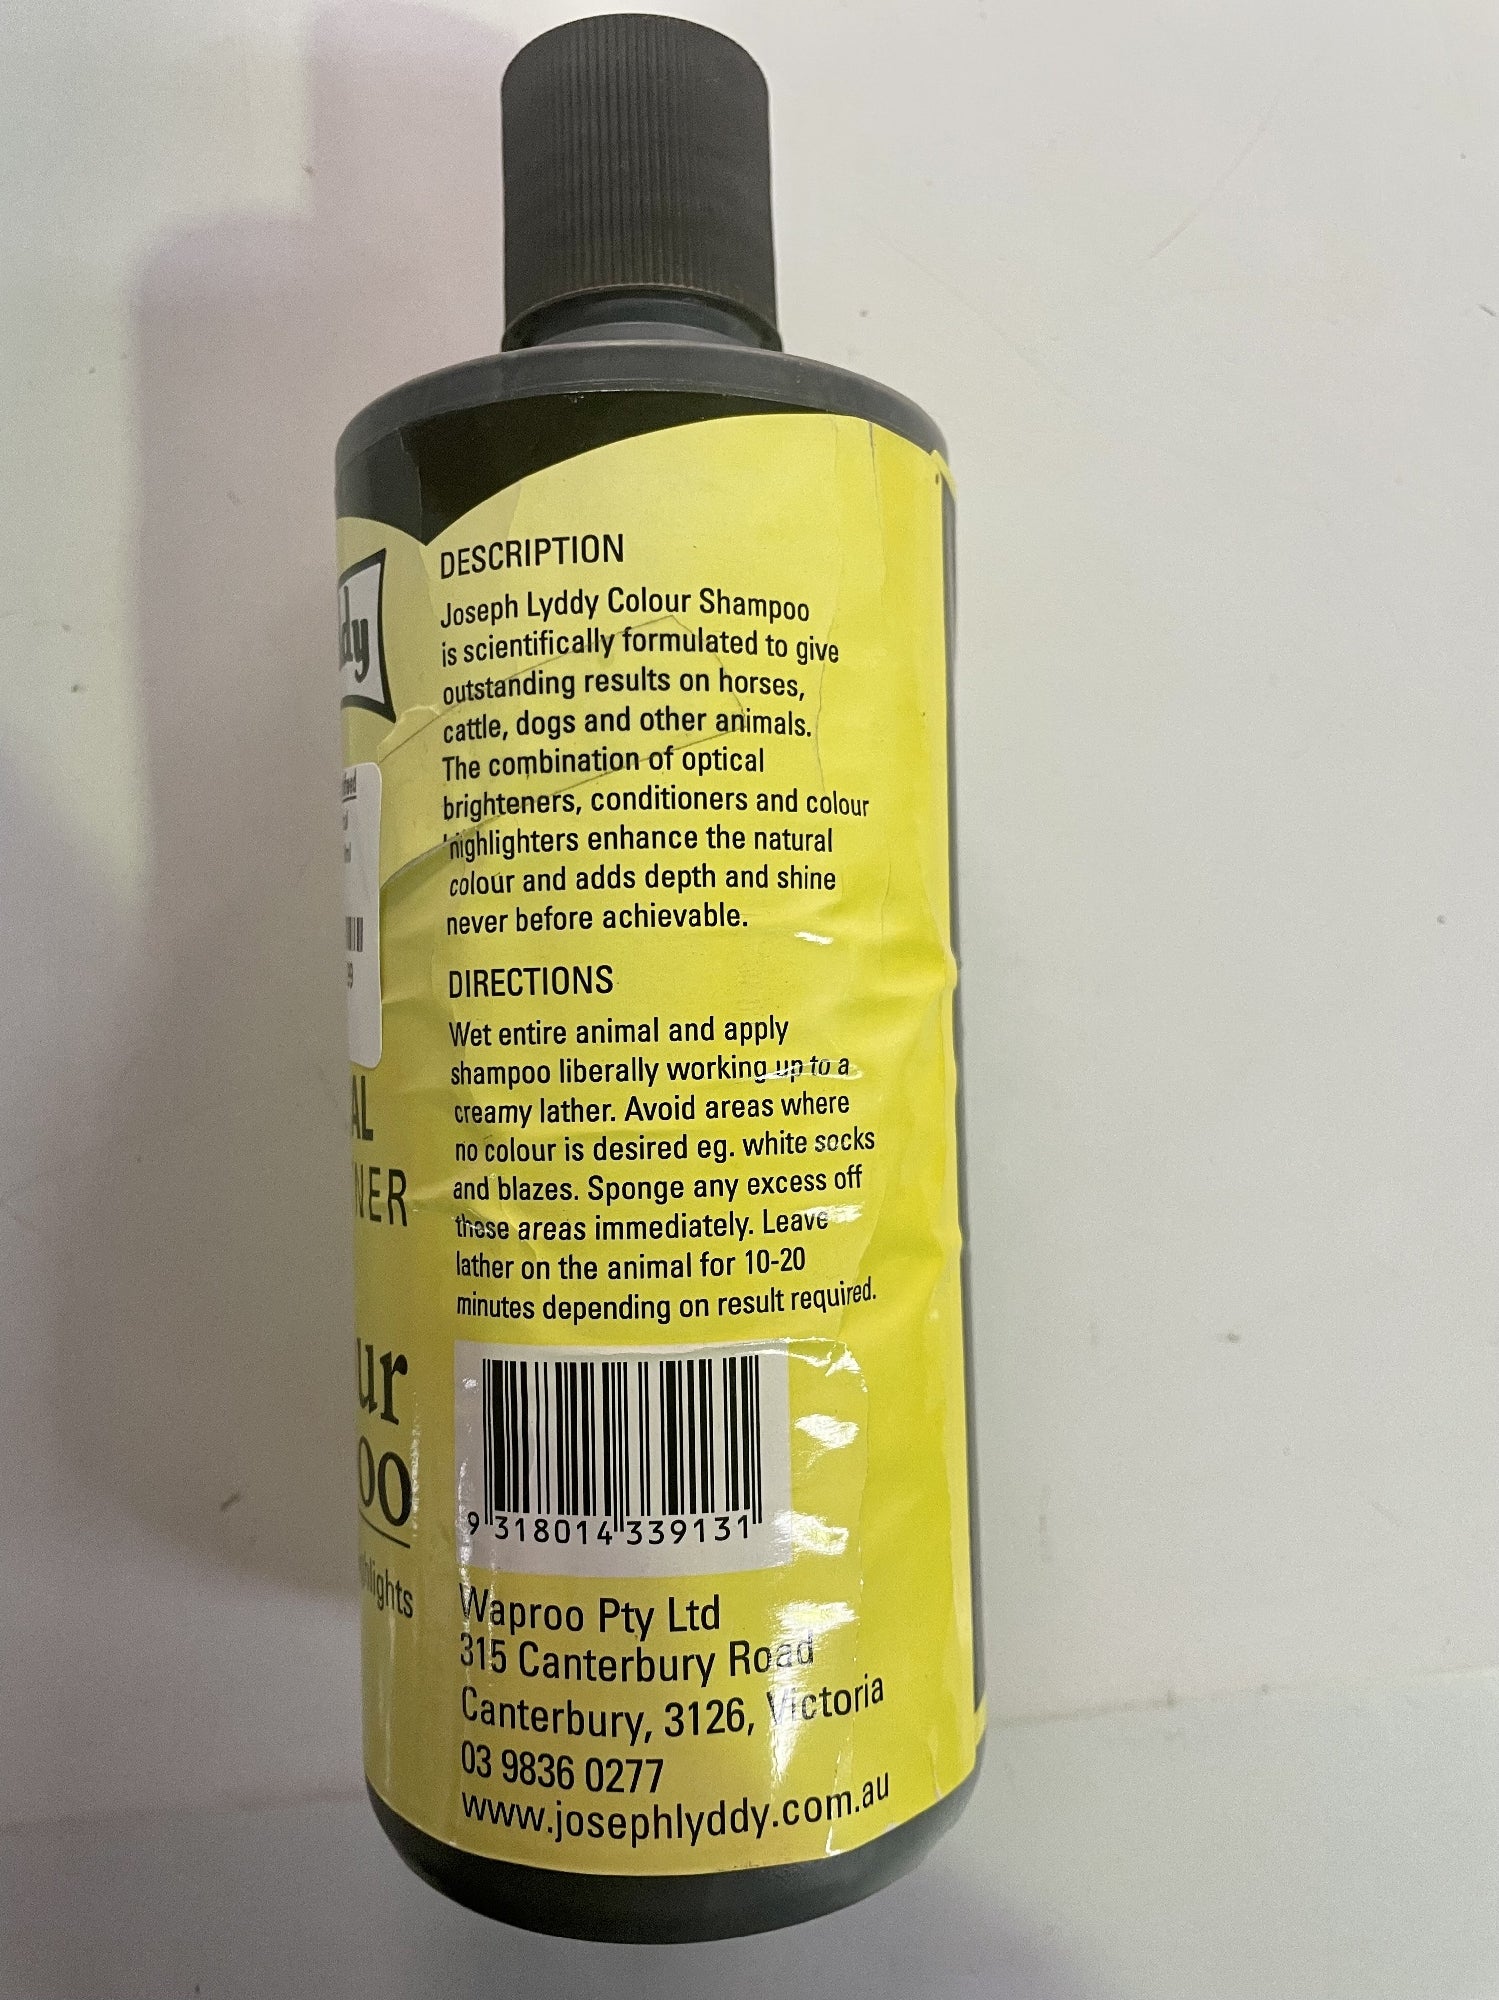 DESCRIPTION
Joseph Lyddy Colour Shampoo
is scientifically formulated to give
outstanding results on horses,
cattle, dogs and other animals.
The combination of optical
brighteners, conditioners and colour
highlighters enhance the natural
colour and adds depth and shine
never before achievable.
DIRECTIONS
Wet entire animal and apply
shampoo liberally working up to a
creamy lather. Avoid areas where
no colour is desired eg. white socks
and blazes. Sponge any excess off
these areas immediately. Leave
lather on the animal for 10-20
minutes depending on result required.
9 318014 339131
Waproo Pty Ltd
315 Canterbury Road
Canterbury, 3126, Victoria
03 9836 0277
www.josephlyddy.com.au
dy
AL
NER
ur
oo